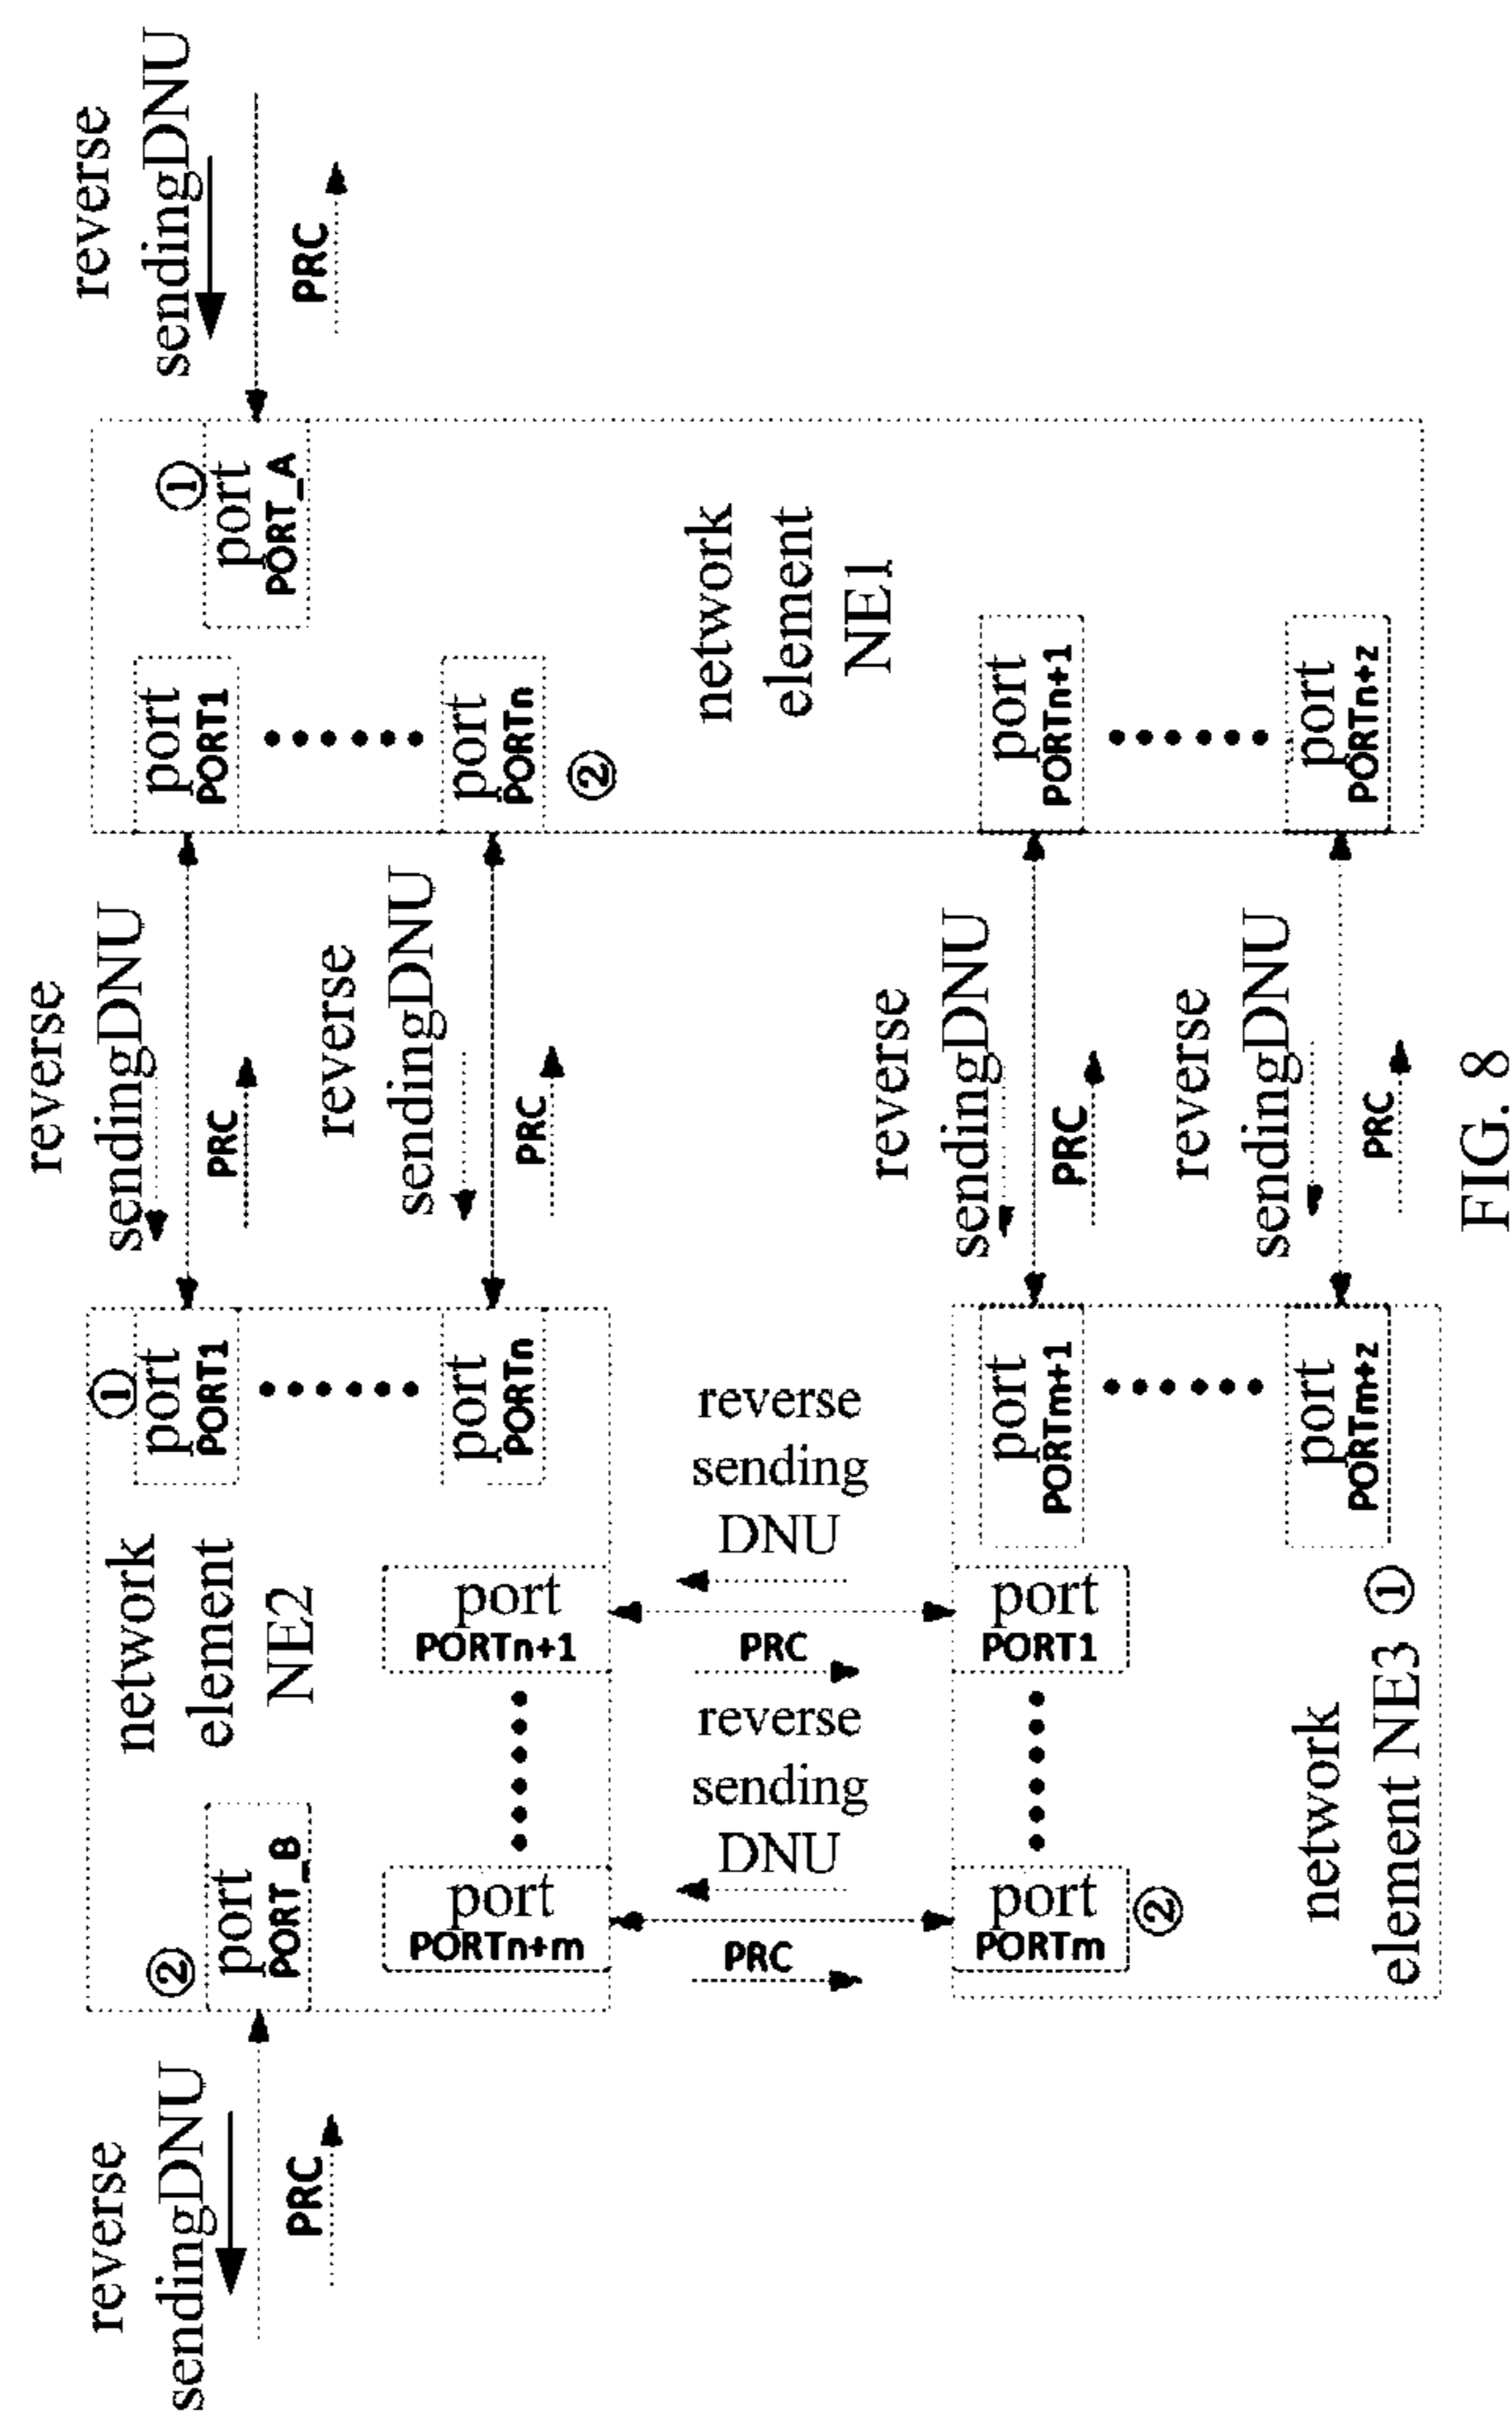 reverse
sendingDNU
PRC
②
port
PORT_B
network
element
NE2
①
port
PORT1
port
PORTn
port
PORTn+1
port
PORTn+m
reverse
sendingDNU
PRC
reverse
sendingDNU
PRC
port
PORT1
port
PORTn
②
①
port
PORT_A
network
element
NE1
port
PORTn+1
port
PORTn+z
reverse
sendingDNU
PRC
reverse
sending
DNU
PRC
reverse
sending
DNU
PRC
port
PORT1
port
PORTm
②
network
element NE3
①
port
PORTm+1
port
PORTm+z
reverse
sendingDNU
PRC
reverse
sendingDNU
PRC
FIG. 8